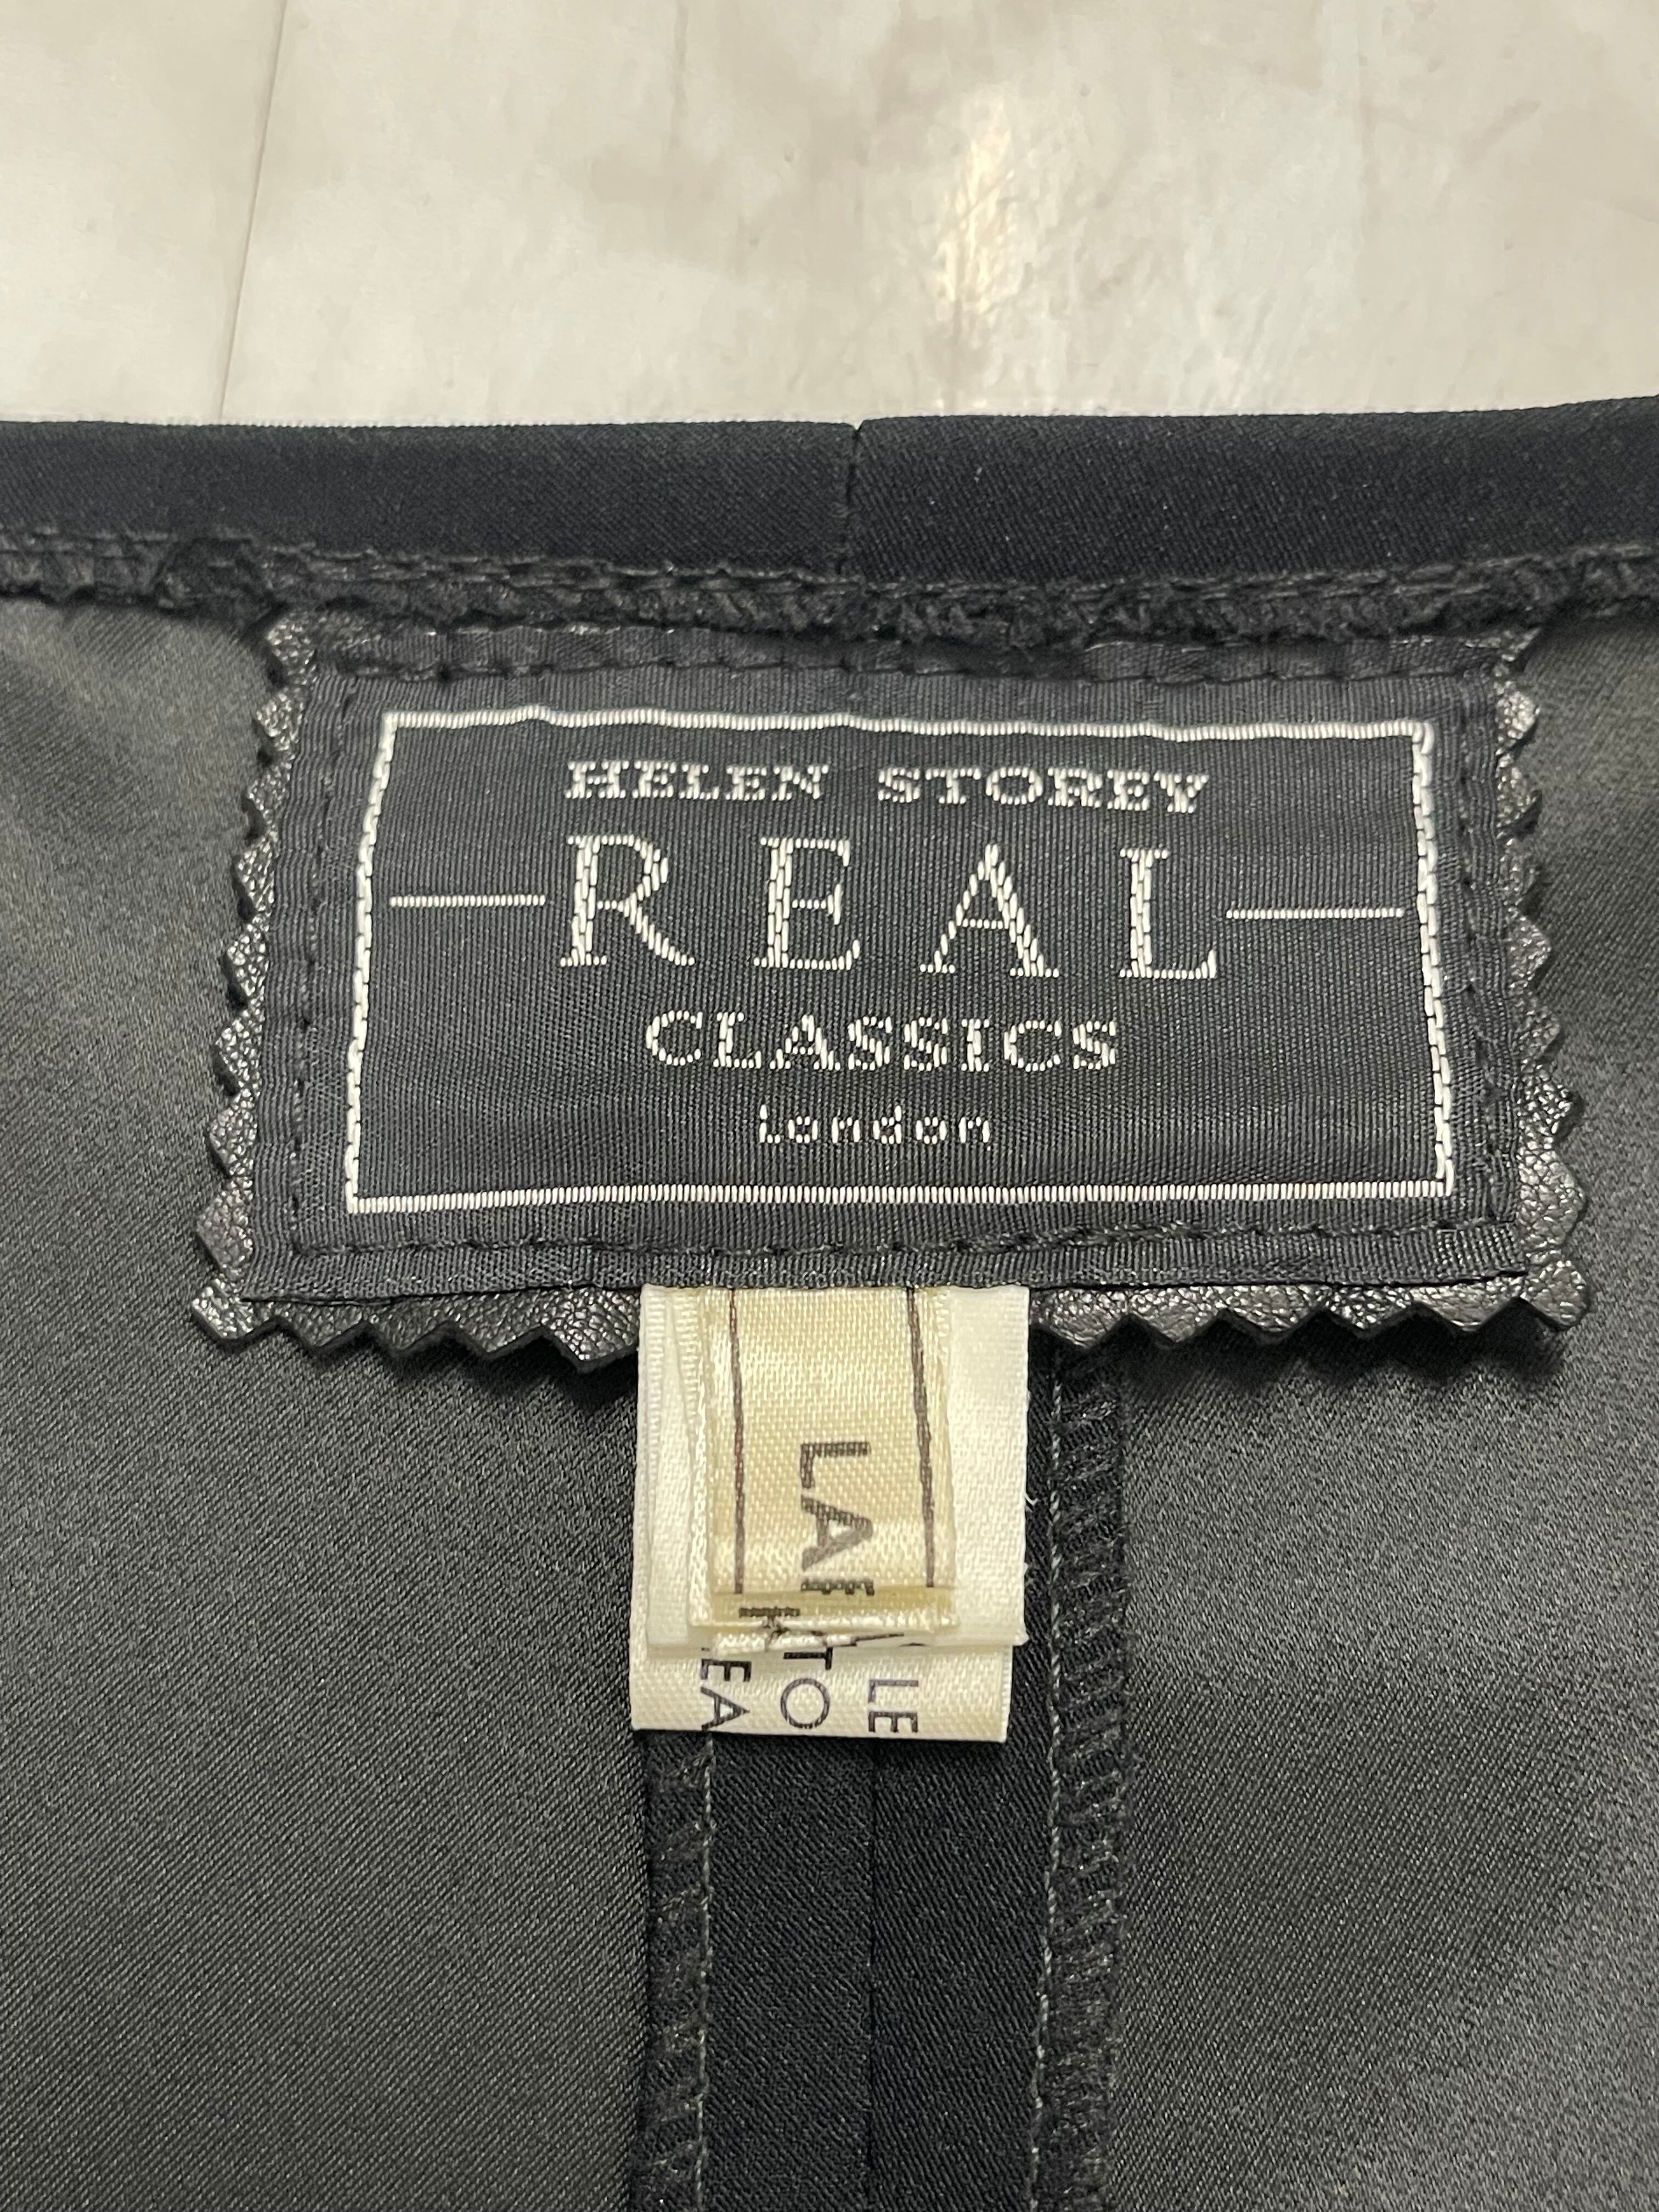 HELEN STOREY
REAL
CLASSICS
London